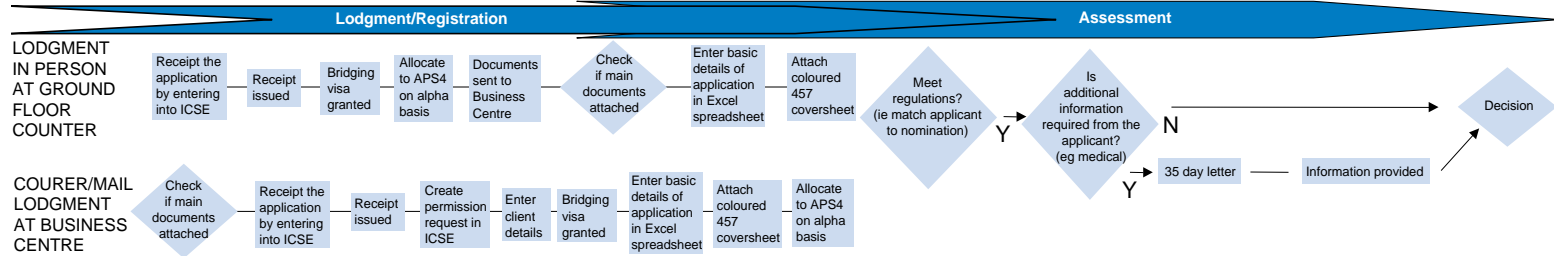 Lodgment/Registration
Assessment
LODGMENT
IN PERSON
AT GROUND
FLOOR
COUNTER
Receipt the
application
by entering
into ICSE
Receipt
issued
Bridging
visa
granted
Allocate
to APS4
on alpha
basis
Documents
sent to
Business
Centre
Check
if main
documents
attached
Enter basic
details of
application
in Excel
spreadsheet
Attach
coloured
457
coversheet
Meet
regulations?
(ie match applicant
to nomination)
Y
Is
additional
information
required from the
applicant?
(eg medical)
N
Decision
Y
35 day letter
Information provided
COURER/MAIL
LODGMENT
AT BUSINESS
CENTRE
Check
if main
documents
attached
Receipt the
application
by entering
into ICSE
Receipt
issued
Create
permission
request in
ICSE
Enter
client
details
Bridging
visa
granted
Enter basic
details of
application
in Excel
spreadsheet
Attach
coloured
457
coversheet
Allocate
to APS4
on alpha
basis